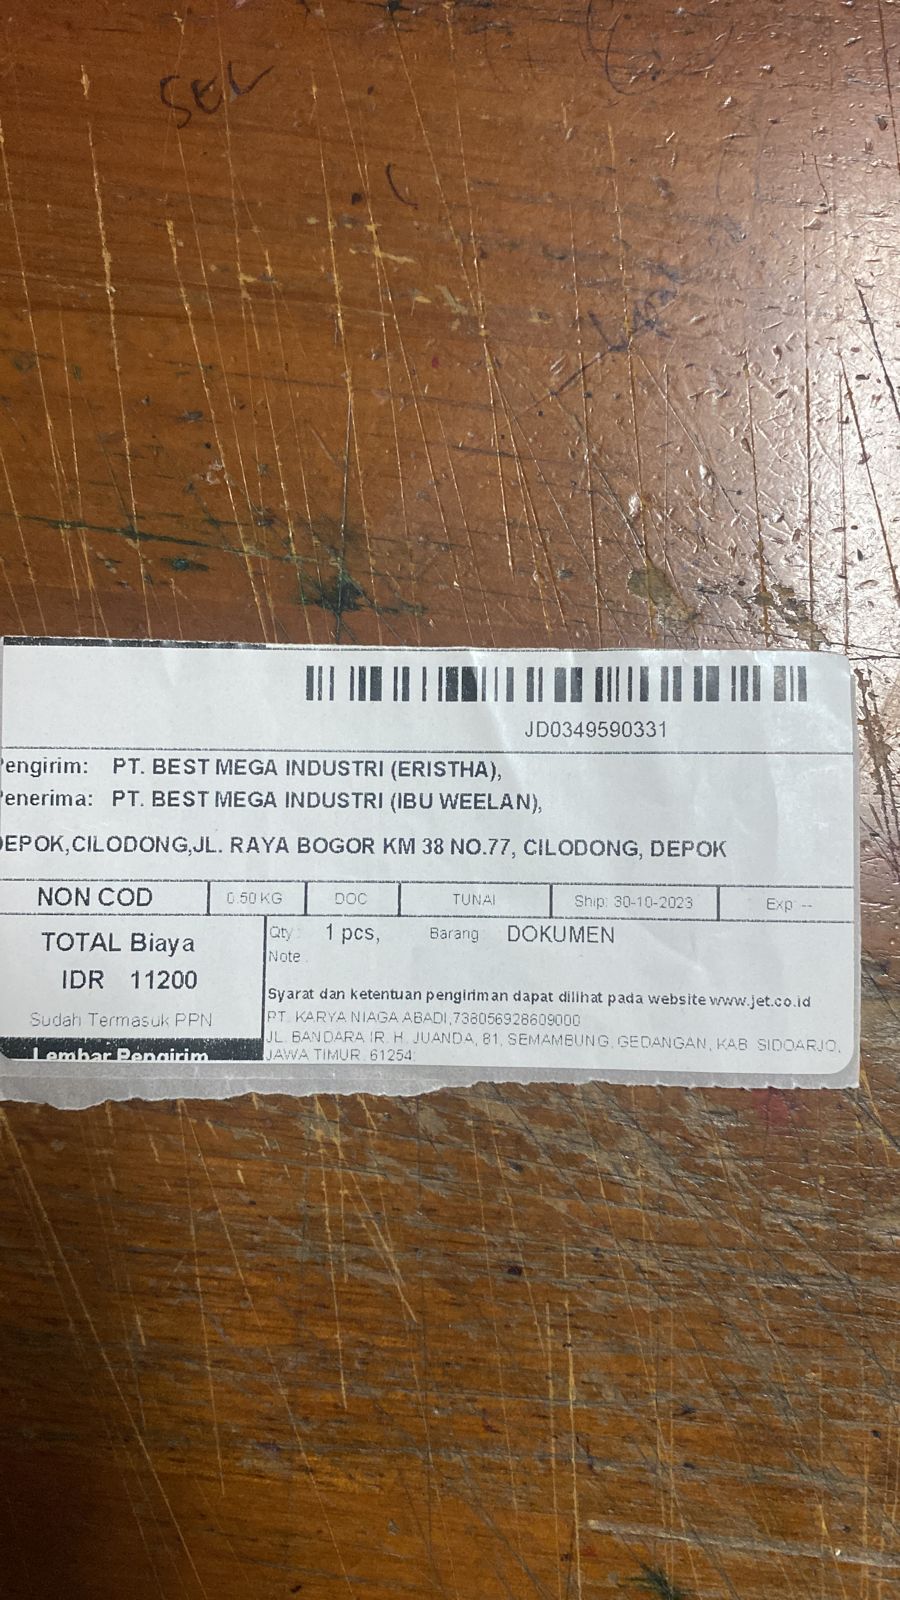 SEL
JD0349590331
Pengirim: PT. BEST MEGA INDUSTRI (ERISTHA),
Penerima: PT. BEST MEGA INDUSTRI (IBU WEELAN),
DEPOK,CILODONG,JL. RAYA BOGOR KM 38 NO.77, CILODONG, DEPOK
NON COD 0.50 KG DOC TUNAI Ship: 30-10-2023 Exp: --
TOTAL Biaya
IDR 11200
Sudah Termasuk PPN
Lembar Pengirim
Qty : 1 pcs, Barang : DOKUMEN
Note :
Syarat dan ketentuan pengiriman dapat dilihat pada website www.jet.co.id
PT. KARYA NIAGA ABADI,738056928609000
JL. BANDARA IR. H. JUANDA, 81, SEMAMBUNG, GEDANGAN, KAB. SIDOARJO,
JAWA TIMUR. 61254